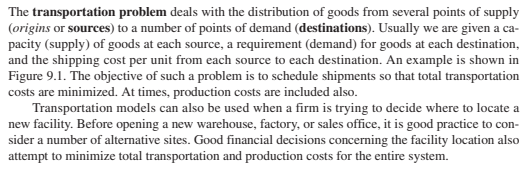 The transportation problem deals with the distribution of goods from several points of supply
(origins or sources) to a number of points of demand (destinations). Usually we are given a ca-
pacity (supply) of goods at each source, a requirement (demand) for goods at each destination,
and the shipping cost per unit from each source to each destination. An example is shown in
Figure 9.1. The objective of such a problem is to schedule shipments so that total transportation
costs are minimized. At times, production costs are included also.
Transportation models can also be used when a firm is trying to decide where to locate a
new facility. Before opening a new warehouse, factory, or sales office, it is good practice to con-
sider a number of alternative sites. Good financial decisions concerning the facility location also
attempt to minimize total transportation and production costs for the entire system.